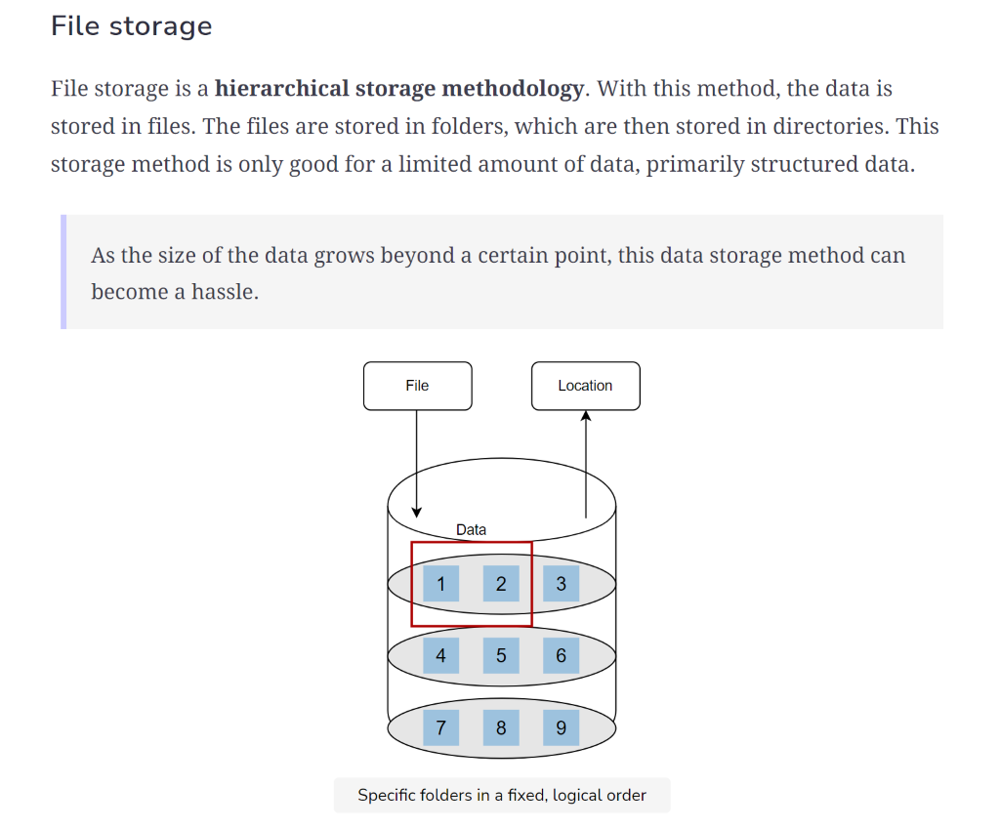 File storage
File storage is a hierarchical storage methodology. With this method, the data is
stored in files. The files are stored in folders, which are then stored in directories. This
storage method is only good for a limited amount of data, primarily structured data.
As the size of the data grows beyond a certain point, this data storage method can
become a hassle.
File Location
Data
1 2 3
4 5 6
7 8 9
Specific folders in a fixed, logical order